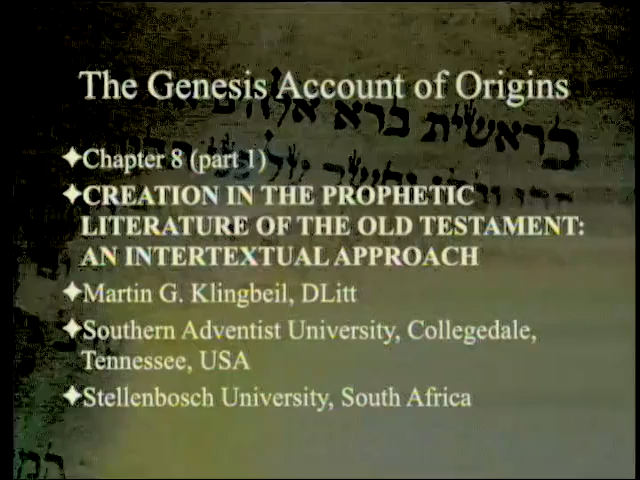 The Genesis Account of Origins
בראשית ברא אלהים
✦Chapter 8 (part 1)
✦CREATION IN THE PROPHETIC
LITERATURE OF THE OLD TESTAMENT:
AN INTERTEXTUAL APPROACH
✦Martin G. Klingbeil, DLitt
✦Southern Adventist University, Collegedale,
Tennessee, USA
✦Stellenbosch University, South Africa